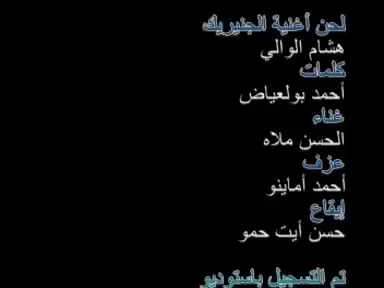 لحن أغنية الجنيريك
هشام الوالي
كلمات
أحمد بولعياض
غناء
الحسن ملاه
عزف
أحمد أماينو
إيقاع
حسن أيت حمو
تم التسجيل باستوديو